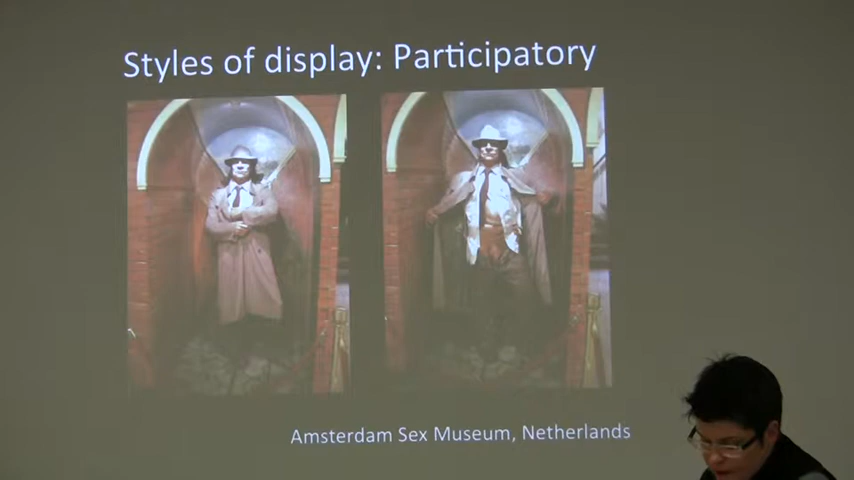 Styles of display: Participatory
Amsterdam Sex Museum, Netherlands